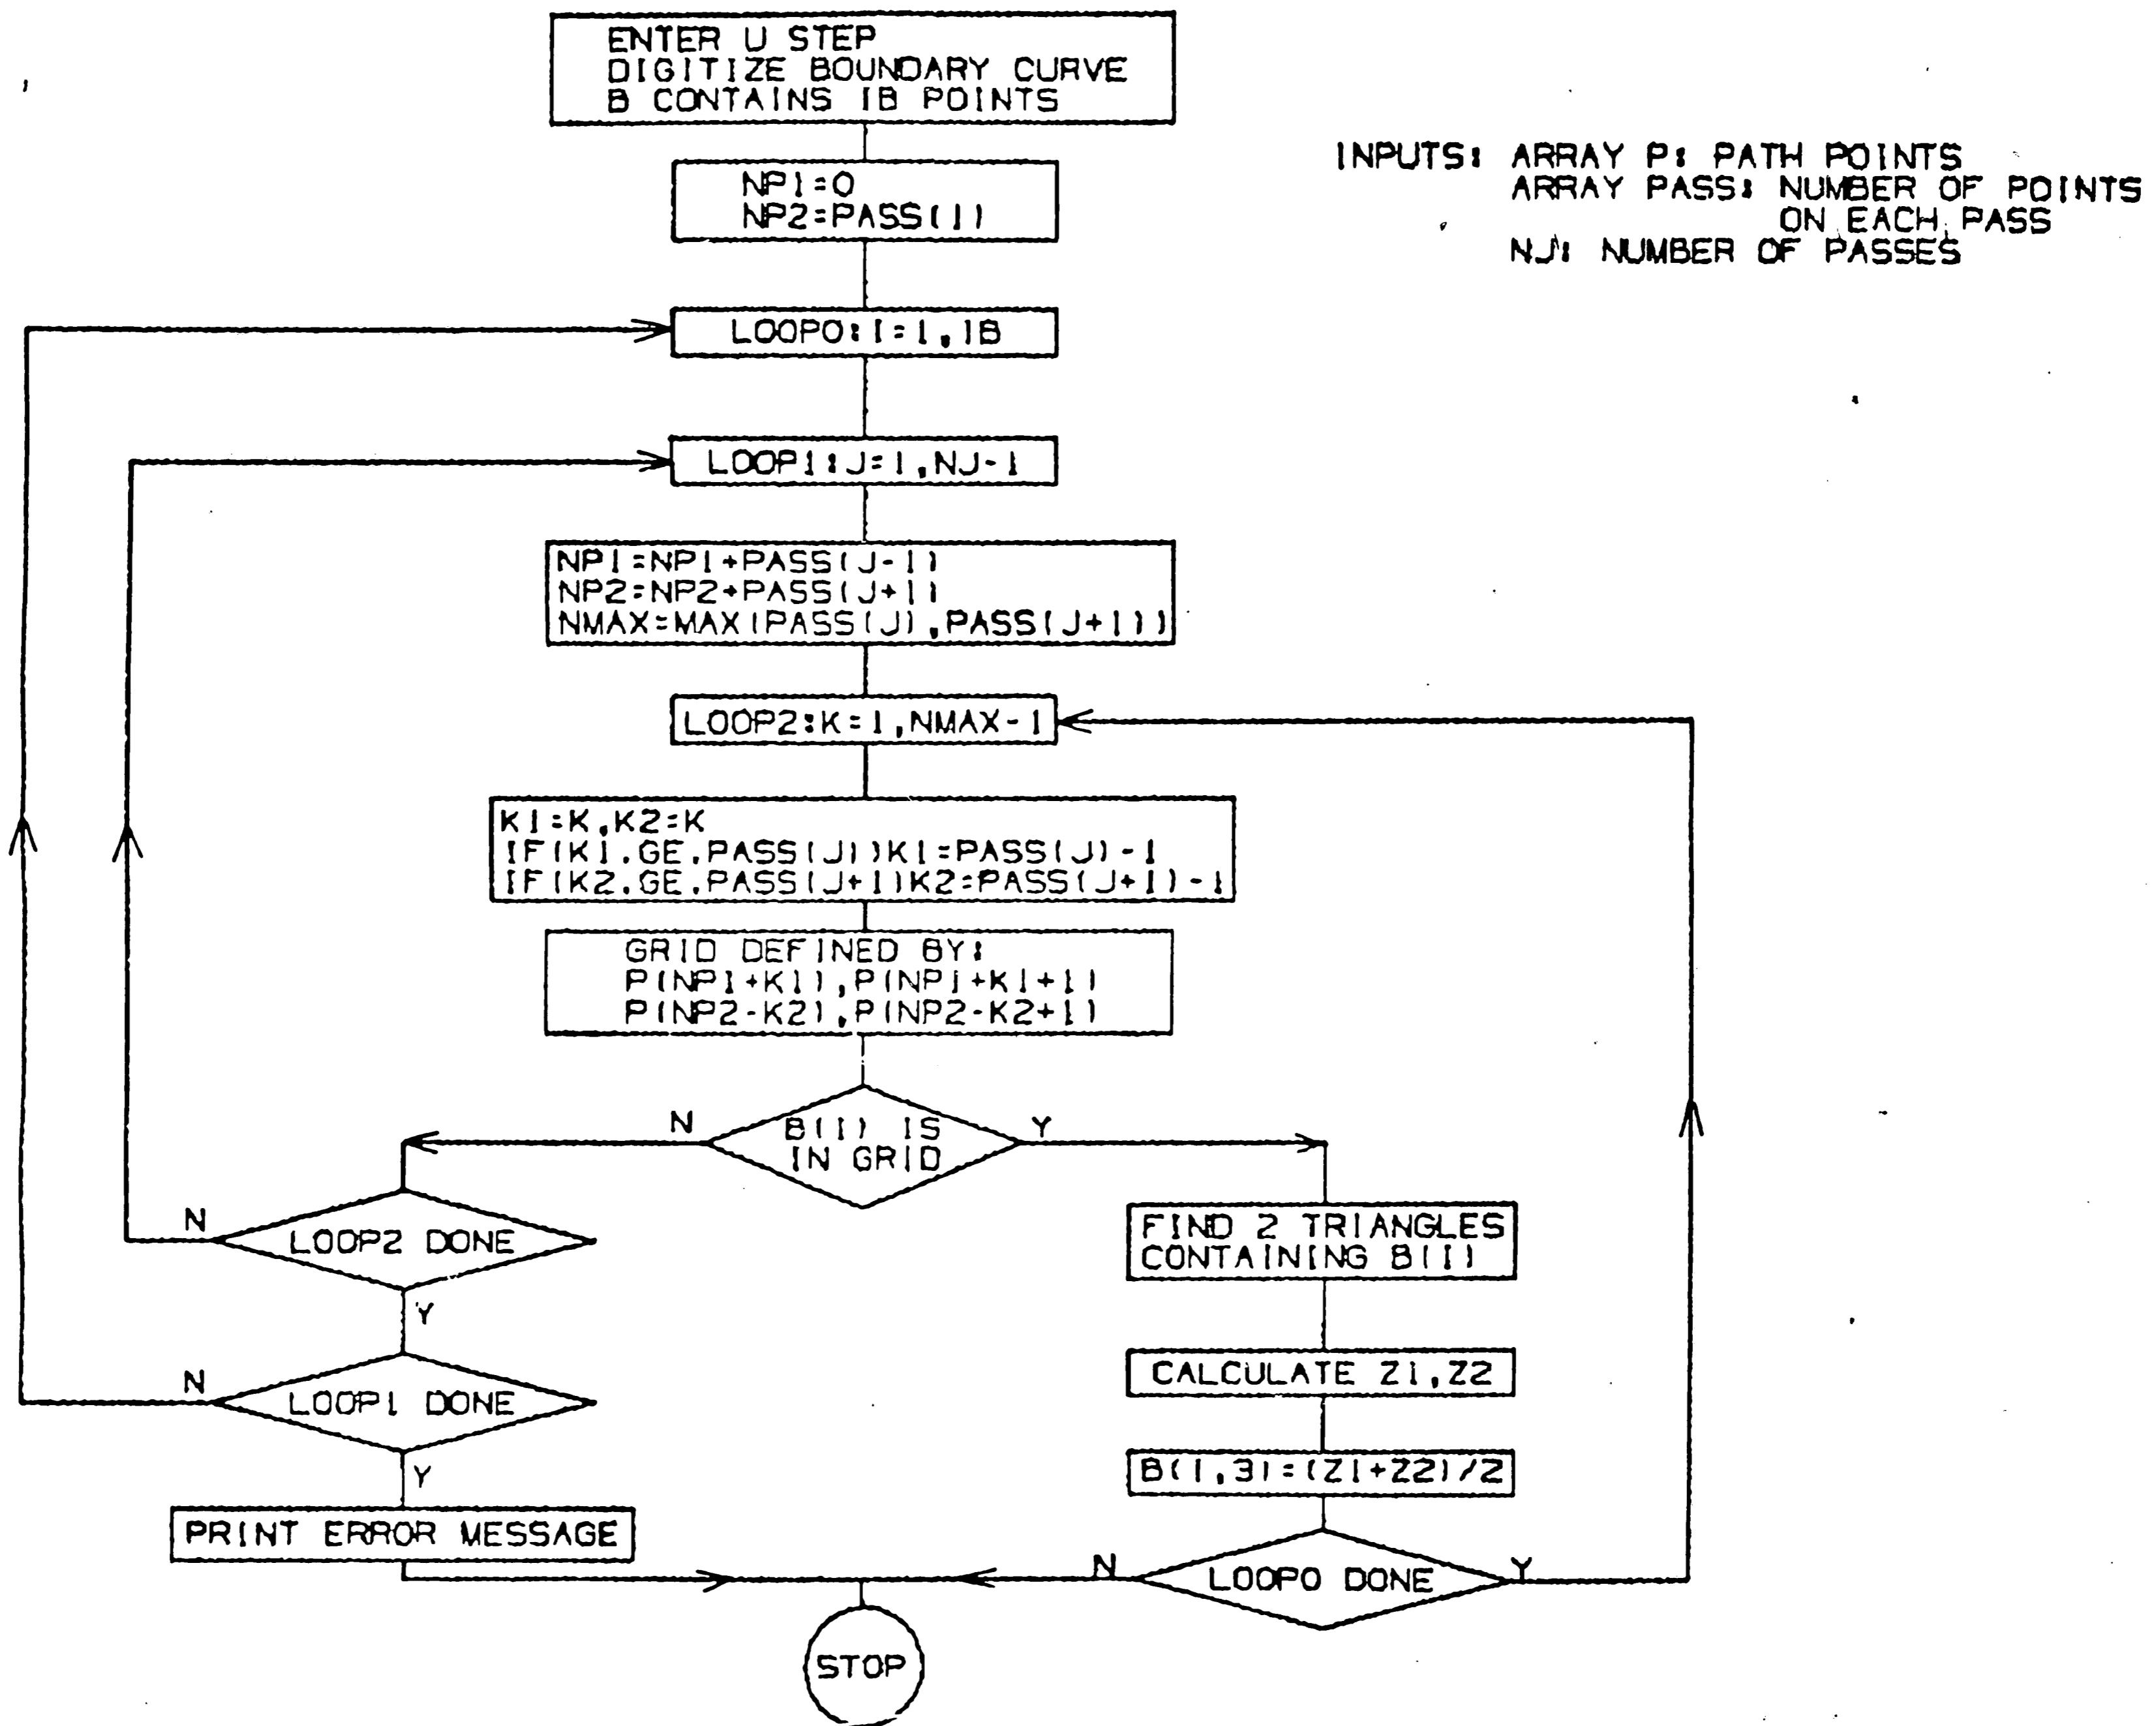 ENTER U STEP
DIGITIZE BOUNDARY CURVE
B CONTAINS IB POINTS
INPUTS: ARRAY P: PATH POINTS
ARRAY PASS: NUMBER OF POINTS
ON EACH PASS
NJ: NUMBER OF PASSES
NP1=0
NP2=PASS(1)
LOOP0:I=1,IB
LOOP1:J=1,NJ-1
NP1=NP1+PASS(J-1)
NP2=NP2+PASS(J+1)
NMAX=MAX(PASS(J),PASS(J+1))
LOOP2:K=1,NMAX-1
K1=K,K2=K
IF(K1.GE.PASS(J))K1=PASS(J)-1
IF(K2.GE.PASS(J+1)K2=PASS(J+1)-1
GRID DEFINED BY:
P(NP1+K1),P(NP1+K1+1)
P(NP2-K2),P(NP2-K2+1)
N
B(I) IS
IN GRID
Y
N
LOOP2 DONE
Y
FIND 2 TRIANGLES
CONTAINING B(I)
N
LOOP1 DONE
Y
CALCULATE Z1,Z2
B(I,3)=(Z1+Z2)/2
PRINT ERROR MESSAGE
N
LOOP0 DONE
Y
STOP